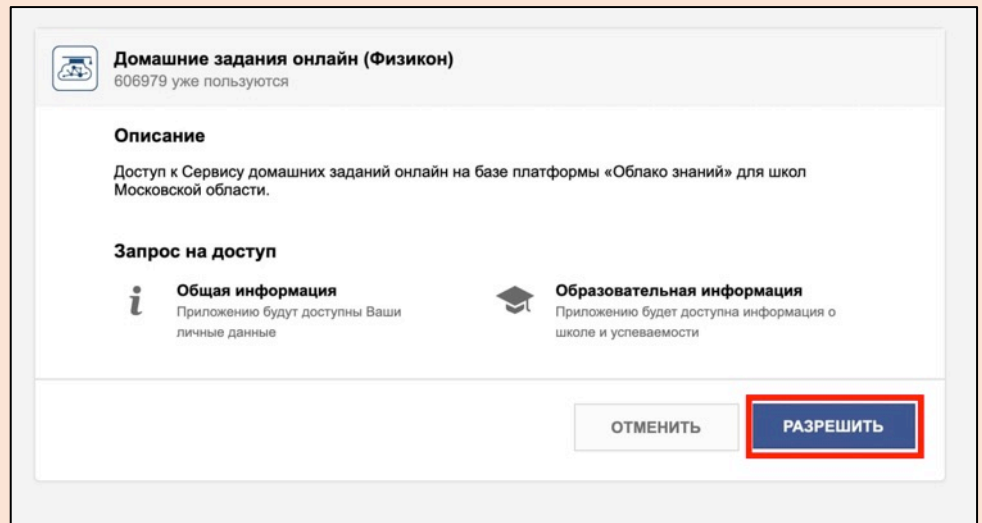 Домашние задания онлайн (Физикон)
606979 уже пользуются
Описание
Доступ к Сервису домашних заданий онлайн на базе платформы «Облако знаний» для школ
Московской области.
Запрос на доступ
Общая информация
Приложению будут доступны Ваши
личные данные
Образовательная информация
Приложению будет доступна информация о
школе и успеваемости
ОТМЕНИТЬ
РАЗРЕШИТЬ